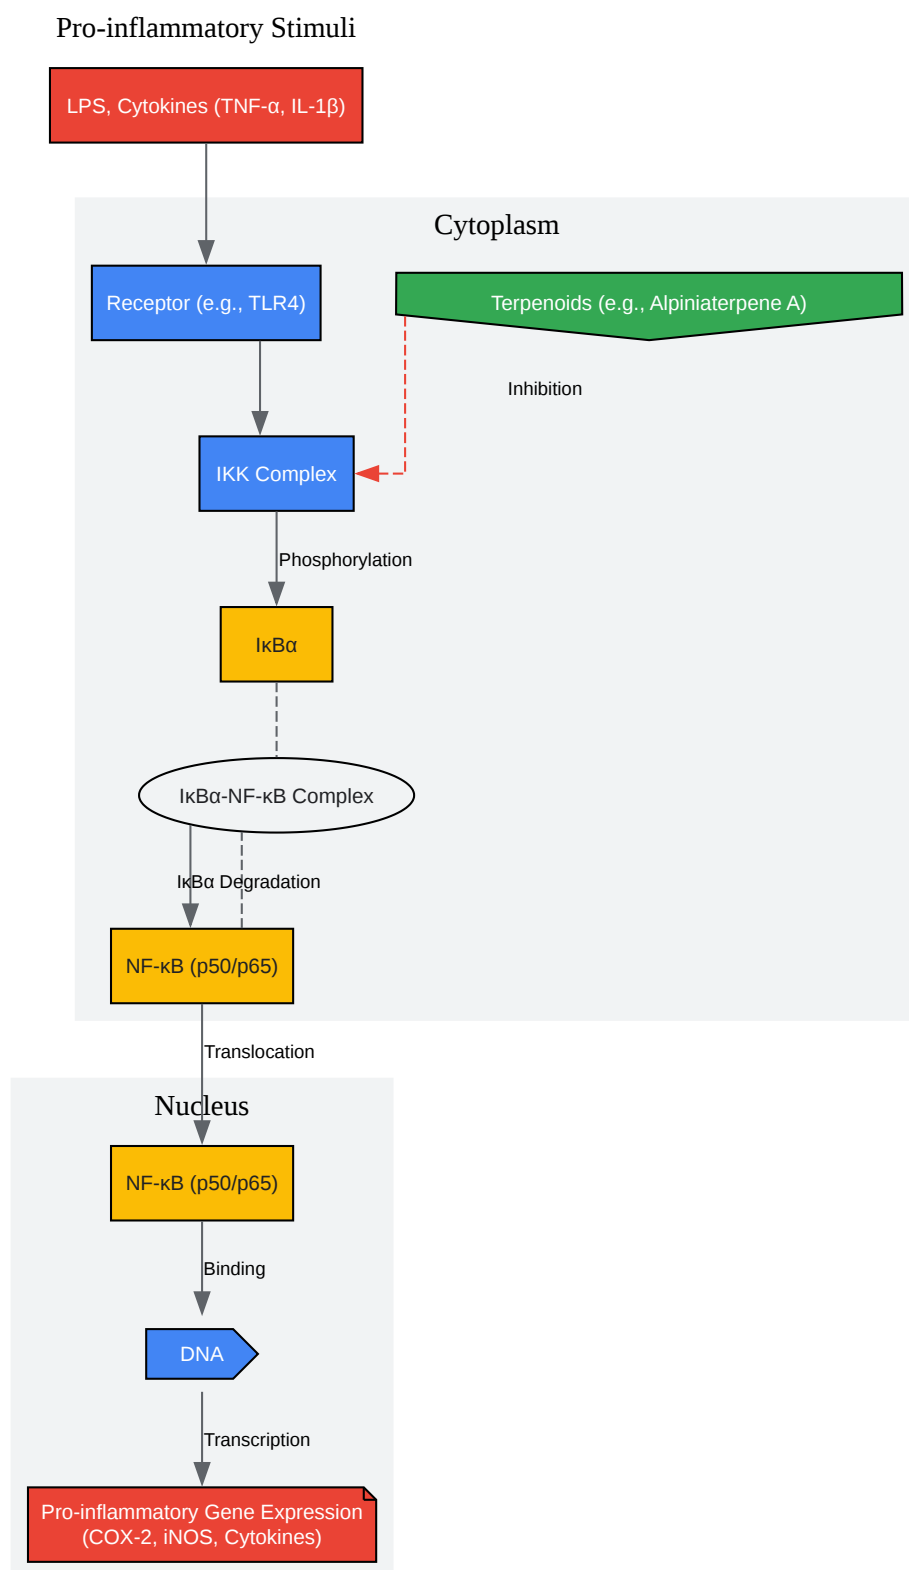 Pro-inflammatory Stimuli
LPS, Cytokines (TNF-α, IL-1β)
Cytoplasm
Receptor (e.g., TLR4)
Terpenoids (e.g., Alpiniaterpene A)
Inhibition
IKK Complex
Phosphorylation
IκBα
IκBα-NF-κB Complex
IκBα Degradation
NF-κB (p50/p65)
Translocation
Nucleus
NF-κB (p50/p65)
Binding
DNA
Transcription
Pro-inflammatory Gene Expression
(COX-2, iNOS, Cytokines)